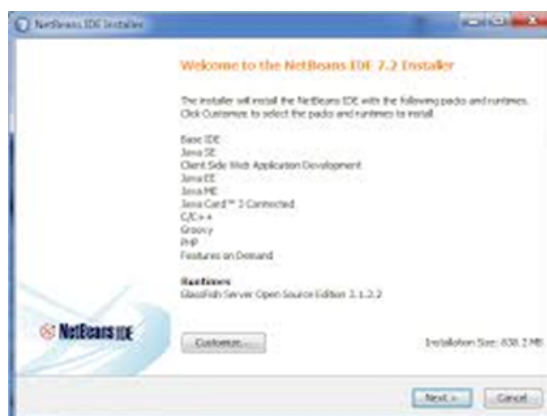 NetBeans IDE Installer
Welcome to the NetBeans IDE 7.2 Installer
The installer will install the NetBeans IDE with the following packs and runtimes.
Click Customize to select the packs and runtimes to install.
Base IDE
Java SE
Client Side Web Application Development
Java EE
Java ME
Java Card™ 3 Connected
C/C++
Groovy
PHP
Features on Demand
Runtimes
GlassFish Server Open Source Edition 3.1.2.2
NetBeans IDE
Customize...
Installation Size: 838.2 MB
Next >
Cancel